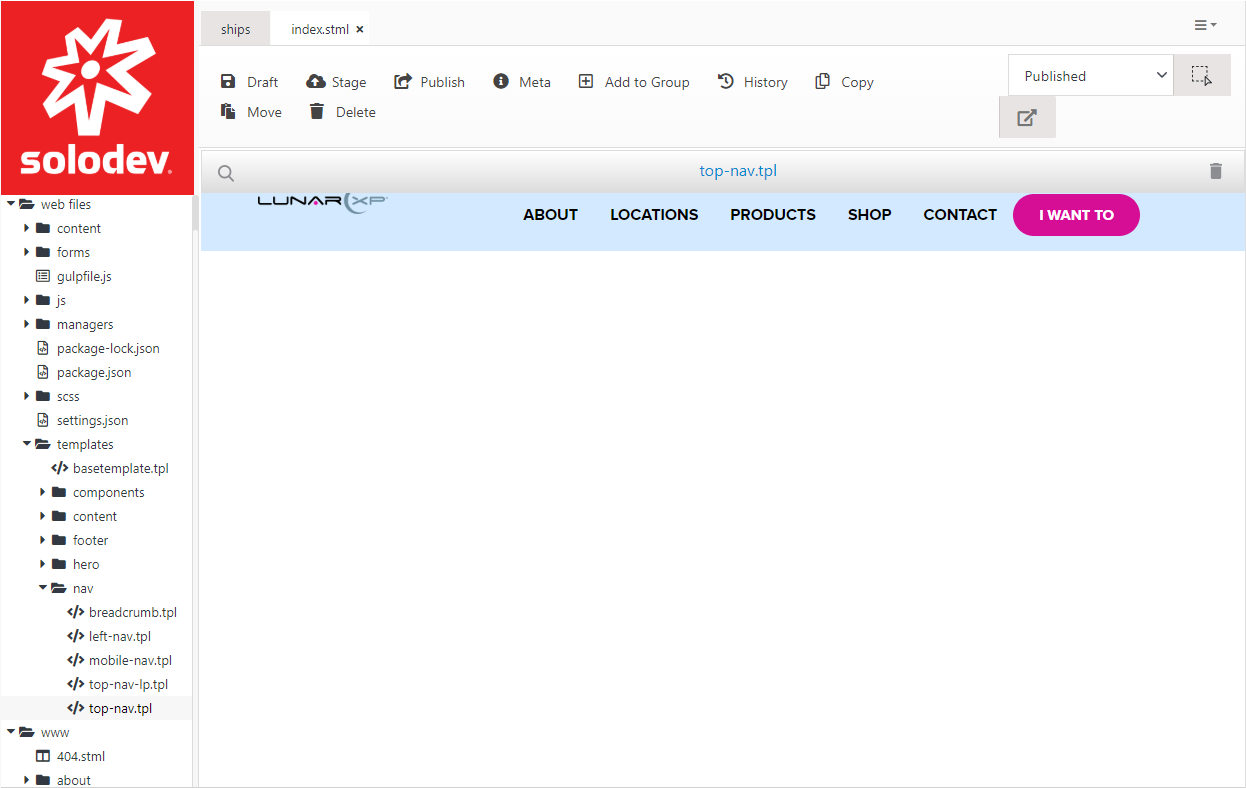 solodev
ships
index.stml ×
Draft
Stage
Publish
Meta
Add to Group
History
Copy
Move
Delete
Published
top-nav.tpl
LUNAR XP
ABOUT
LOCATIONS
PRODUCTS
SHOP
CONTACT
I WANT TO
web files
content
forms
gulpfile.js
js
managers
package-lock.json
package.json
scss
settings.json
templates
basetemplate.tpl
components
content
footer
hero
nav
breadcrumb.tpl
left-nav.tpl
mobile-nav.tpl
top-nav-lp.tpl
top-nav.tpl
www
404.stml
about